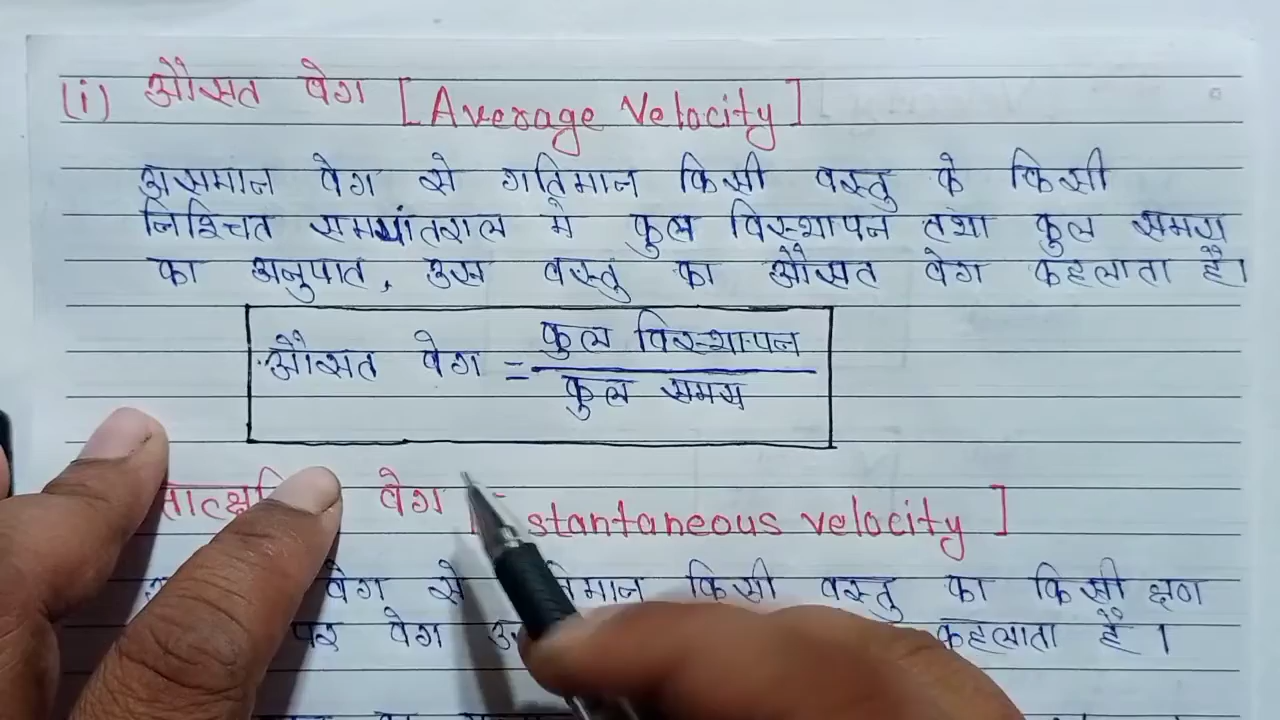 (i) औसत वेग [Average Velocity]
असमान वेग से गतिमान किसी वस्तु के किसी
निश्चित समयांतराल में कुल विस्थापन तथा कुल समय
का अनुपात, उस वस्तु का औसत वेग कहलाता है।
औसत वेग = कुल विस्थापन
कुल समय
वेग [ stantaneous velocity ]
वेग से किसी वस्तु का किसी क्षण
पर वेग कहलाता है ।